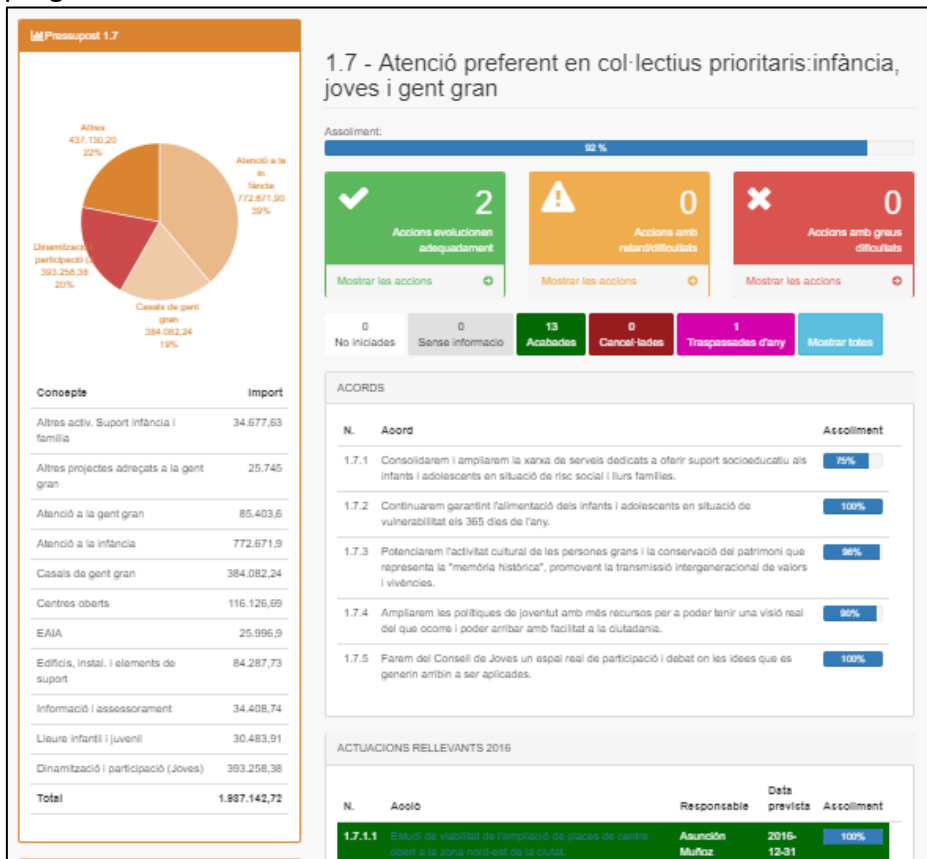 Pressupost 1.7
Altres
437.130,20
22%
Atenció a la
in
fància
772.671,90
39%
Dinamització i
participació (J
393.258,38
20%
Casals de gent
gran
384.082,24
19%
Concepte Import
Altres activ. Suport infància i 34.677,63
família
Altres projectes adreçats a la gent 25.745
gran
Atenció a la gent gran 85.403,6
Atenció a la infància 772.671,9
Casals de gent gran 384.082,24
Centres oberts 116.126,69
EAIA 25.996,9
Edificis, instal. i elements de 84.287,73
suport
Informació i assessorament 34.408,74
Lleure infantil i juvenil 30.483,91
Dinamització i participació (Joves) 393.258,38
Total 1.987.142,72
1.7 - Atenció preferent en col·lectius prioritaris:infància,
joves i gent gran
Assoliment:
92 %
2
Accions evolucionen
adequadament
Mostrar les accions
0
Accions amb
retard/dificultats
Mostrar les accions
0
Accions amb greus
dificultats
Mostrar les accions
0
No iniciades
0
Sense informacio
13
Acabades
0
Cancel·lades
1
Traspassades d'any
Mostrar totes
ACORDS
N. Acord Assoliment
1.7.1 Consolidarem i ampliarem la xarxa de serveis dedicats a oferir suport socioeducatiu als 75%
infants i adolescents en situació de risc social i llurs famílies.
1.7.2 Continuarem garantint l'alimentació dels infants i adolescents en situació de 100%
vulnerabilitat els 365 dies de l'any.
1.7.3 Potenciarem l'activitat cultural de les persones grans i la conservació del patrimoni que 98%
representa la "memòria històrica", promovent la transmissió intergeneracional de valors
i vivències.
1.7.4 Ampliarem les polítiques de joventut amb més recursos per a poder tenir una visió real 90%
del que ocorre i poder arribar amb facilitat a la ciutadania.
1.7.5 Farem del Consell de Joves un espai real de participació i debat on les idees que es 100%
generin arribin a ser aplicades.
ACTUACIONS RELLEVANTS 2016
N. Acció Responsable Data prevista Assoliment
1.7.1.1 Estudi de viabilitat de l'ampliació de places de centre Asunción 2016- 100%
obert a la zona nord-est de la ciutat. Muñoz 12-31